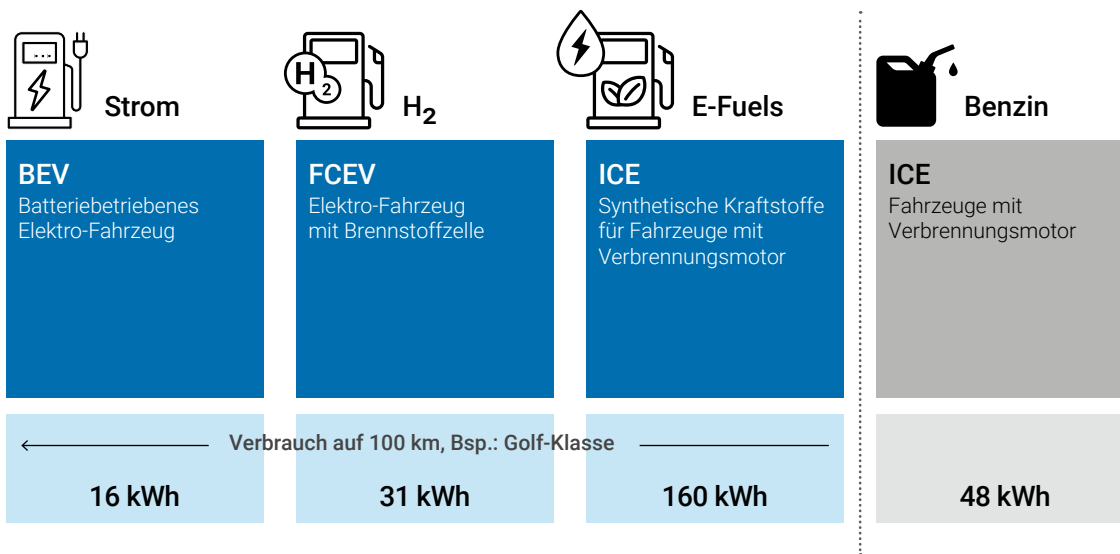 Strom
H2
H2
E-Fuels
Benzin
BEV
Batteriebetriebenes
Elektro-Fahrzeug
FCEV
Elektro-Fahrzeug
mit Brennstoffzelle
ICE
Synthetische Kraftstoffe
für Fahrzeuge mit
Verbrennungsmotor
ICE
Fahrzeuge mit
Verbrennungsmotor
Verbrauch auf 100 km, Bsp.: Golf-Klasse
16 kWh
31 kWh
160 kWh
48 kWh